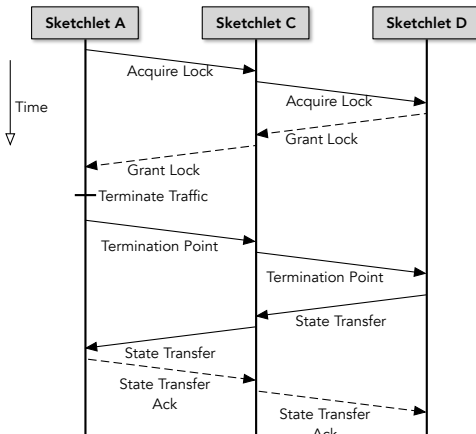 Sketchlet A
Sketchlet C
Sketchlet D
Acquire Lock
Time
Acquire Lock
Grant Lock
Grant Lock
Terminate Traffic
Termination Point
Termination Point
State Transfer
State Transfer
State Transfer
Ack
State Transfer
Ack